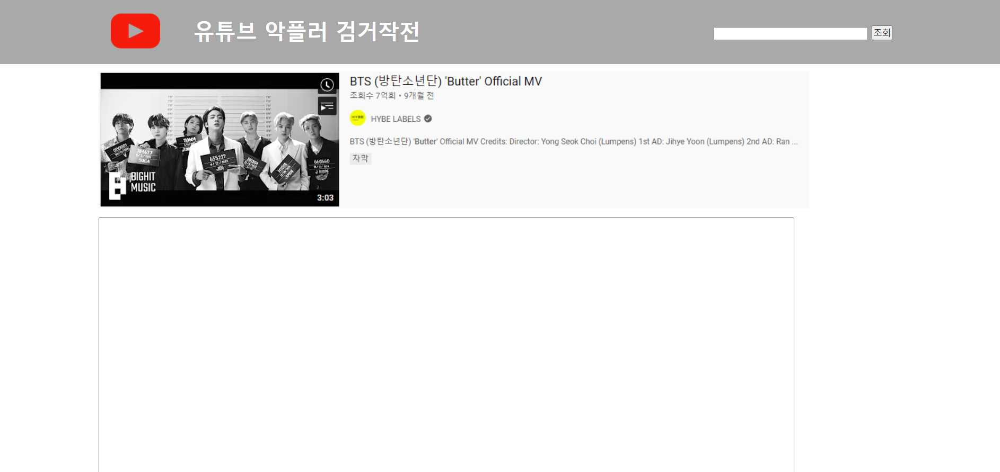 유튜브 악플러 검거작전
조회
BTS (방탄소년단) 'Butter' Official MV
조회수 7억회 • 9개월 전
HYBE LABELS
BTS (방탄소년단) 'Butter' Official MV Credits: Director: Yong Seok Choi (Lumpens) 1st AD: Jihye Yoon (Lumpens) 2nd AD: Ran ...
자막
655212
JIN
SUGA
V
J HOPE
BIGHIT
MUSIC
3:03